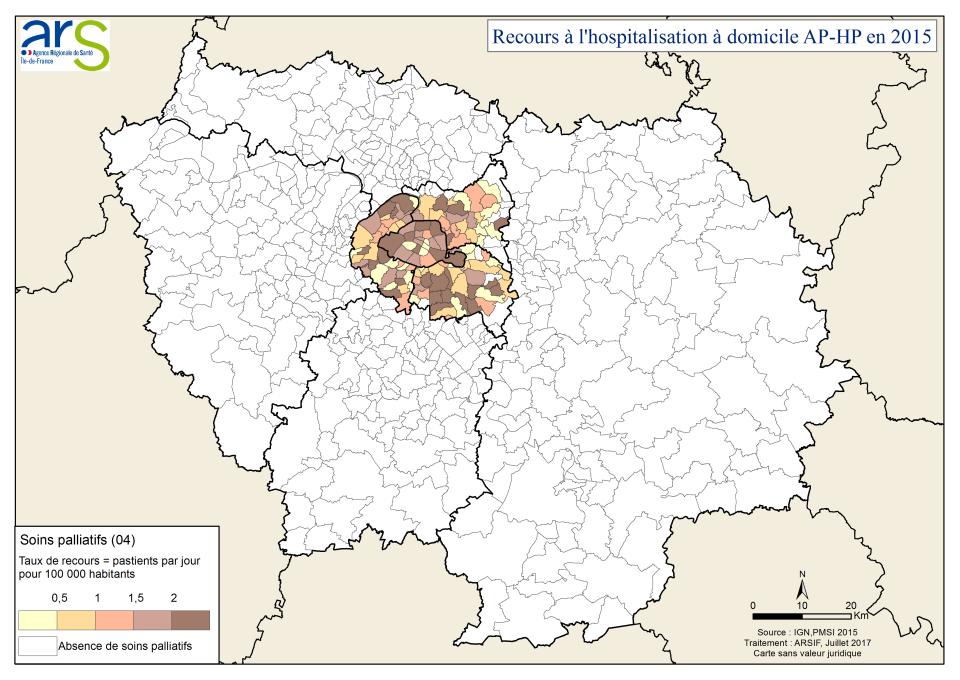 ars
Agence Régionale de Santé
Île-de-France
Recours à l'hospitalisation à domicile AP-HP en 2015
Soins palliatifs (04)
Taux de recours = pastients par jour
pour 100 000 habitants
0,5 1 1,5 2
Absence de soins palliatifs
N
0 10 20
Km
Source : IGN,PMSI 2015
Traitement : ARSIF, Juillet 2017
Carte sans valeur juridique